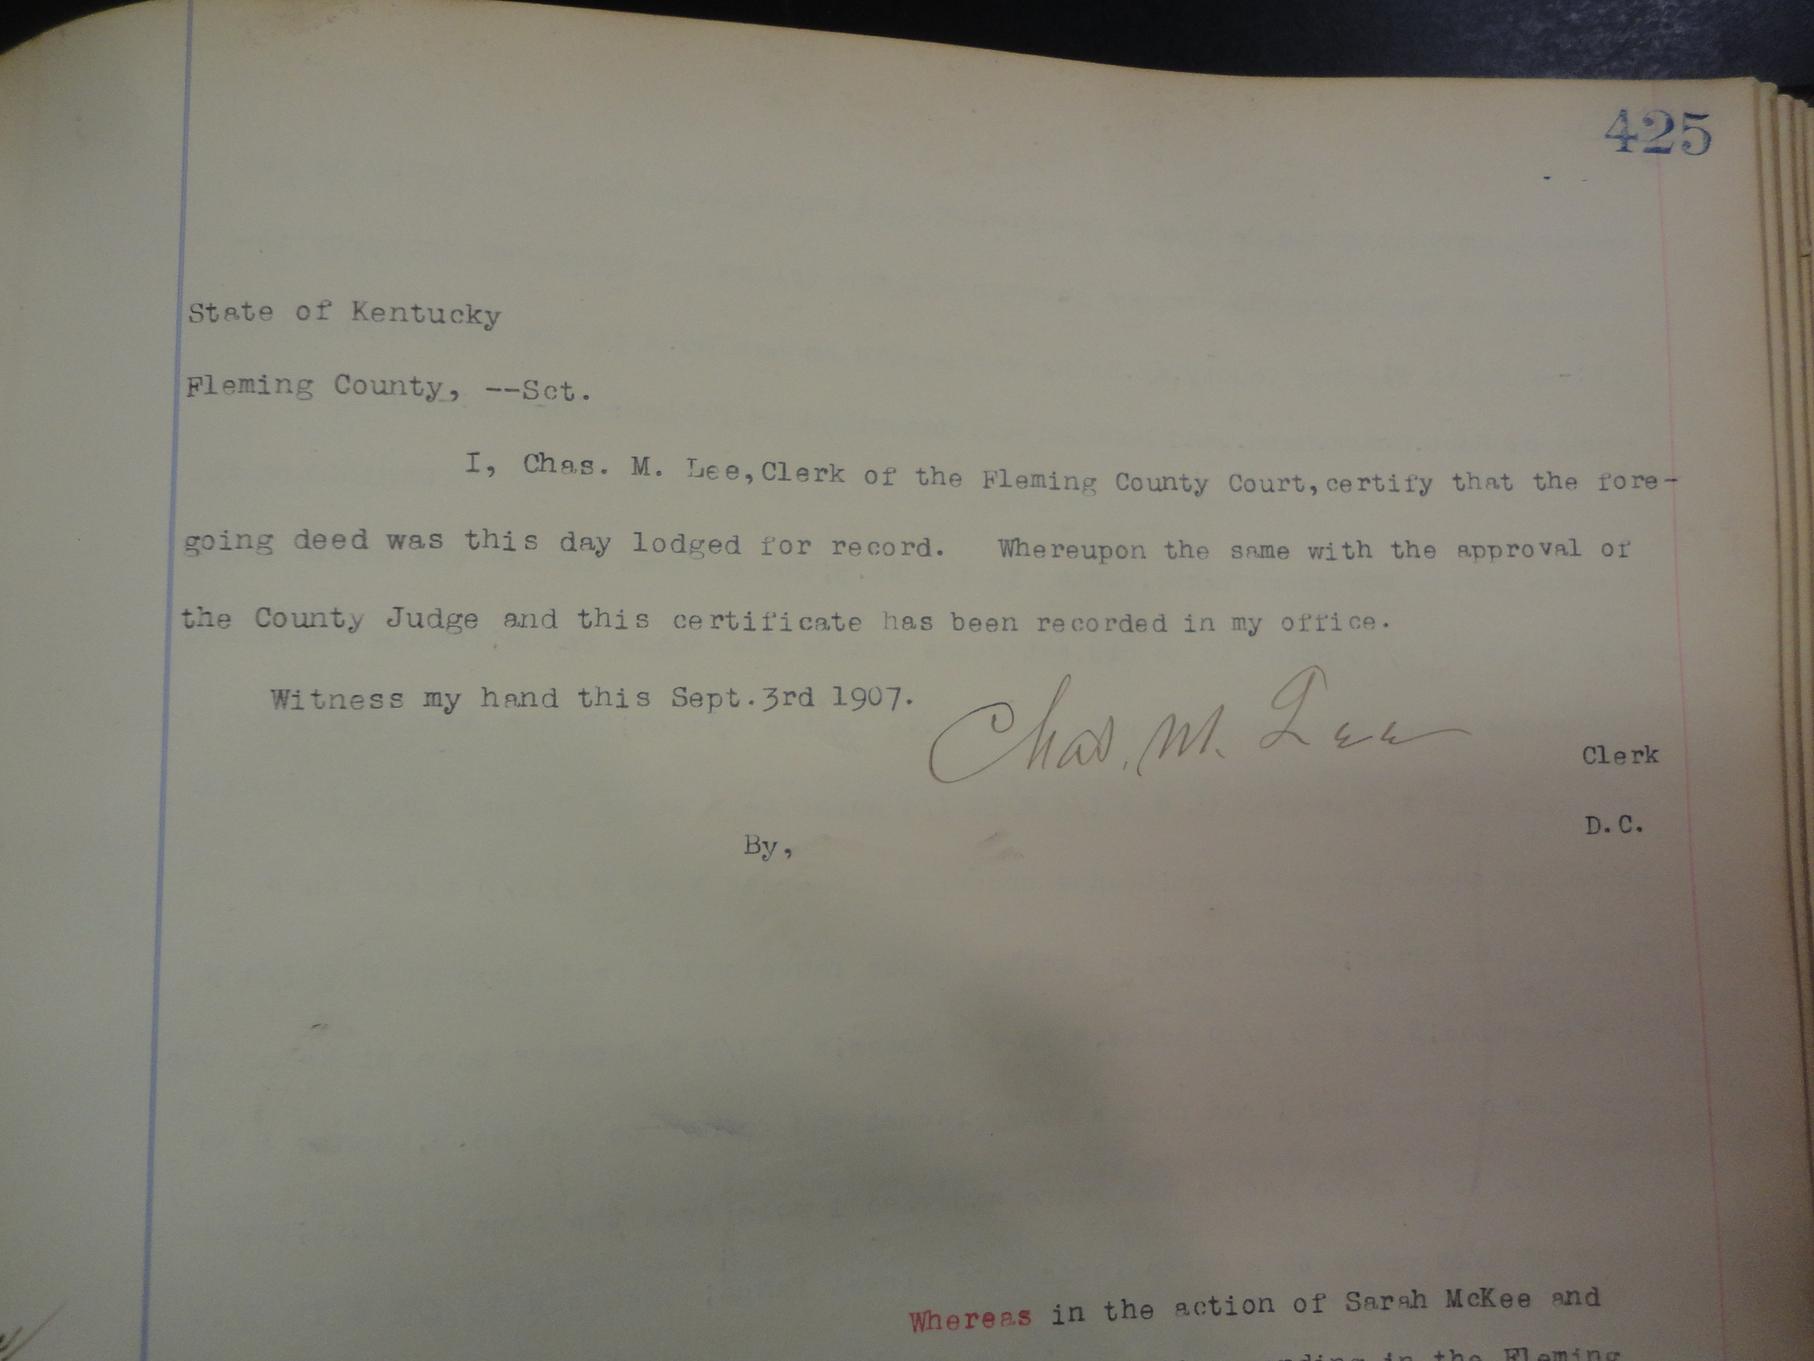 425
State of Kentucky
Fleming County, --Sct.
I, Chas. M. Lee,Clerk of the Fleming County Court,certify that the fore-
going deed was this day lodged for record. Whereupon the same with the approval of
the County Judge and this certificate has been recorded in my office.
Witness my hand this Sept.3rd 1907.
Chas. M. Lee
Clerk
D.C.
By,
Whereas in the action of Sarah McKee and
in the Fleming